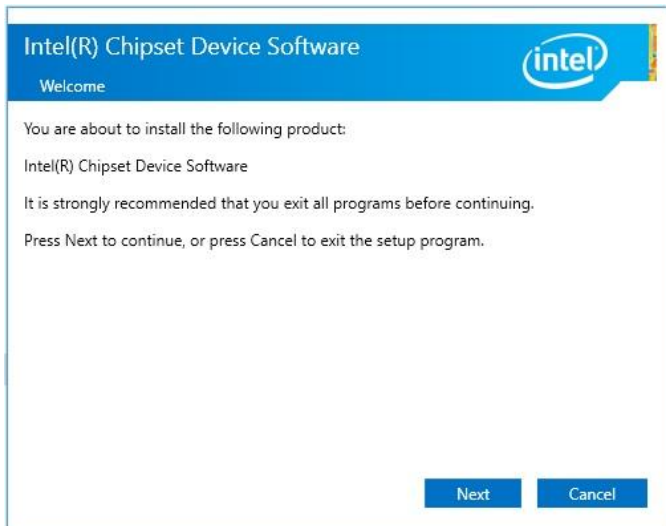 Intel(R) Chipset Device Software
intel
Welcome
You are about to install the following product:
Intel(R) Chipset Device Software
It is strongly recommended that you exit all programs before continuing.
Press Next to continue, or press Cancel to exit the setup program.
Next
Cancel